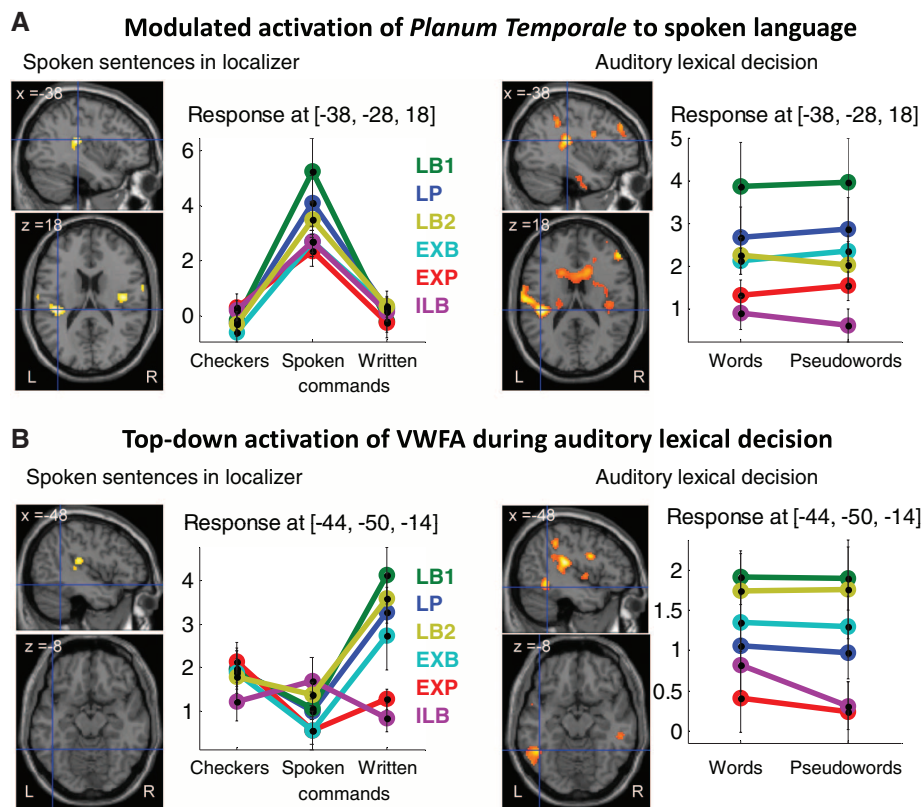 A
Modulated activation of Planum Temporale to spoken language
Spoken sentences in localizer
Auditory lexical decision
x =-38
z =18
L
R
Response at [-38, -28, 18]
6
4
2
0
Checkers
Spoken
Written
commands
LB1
LP
LB2
EXB
EXP
ILB
x =-38
z =18
L
R
Response at [-38, -28, 18]
5
4
3
2
1
Words
Pseudowords
B
Top-down activation of VWFA during auditory lexical decision
Spoken sentences in localizer
Auditory lexical decision
x =-48
z =-8
L
R
Response at [-44, -50, -14]
4
3
2
1
Checkers
Spoken
Written
commands
LB1
LP
LB2
EXB
EXP
ILB
x =-48
z =-8
L
R
Response at [-44, -50, -14]
2
1.5
1
0.5
0
Words
Pseudowords